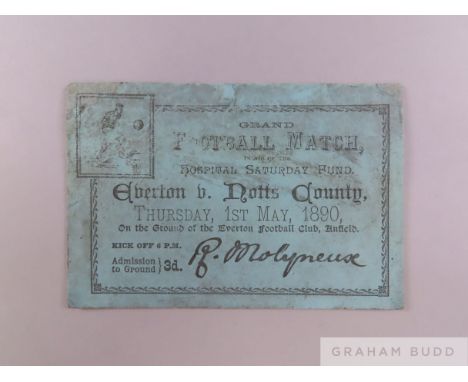 GRAND
FOOTBALL MATCH,
IN AID OF THE
HOSPITAL SATURDAY FUND.
Everton v. Notts County,
THURSDAY, 1ST MAY, 1890,
On the Ground of the Everton Football Club, Anfield.
KICK OFF 6 P.M.
Admission to Ground } 3d. R. Molyneux
GRAHAM BUDD